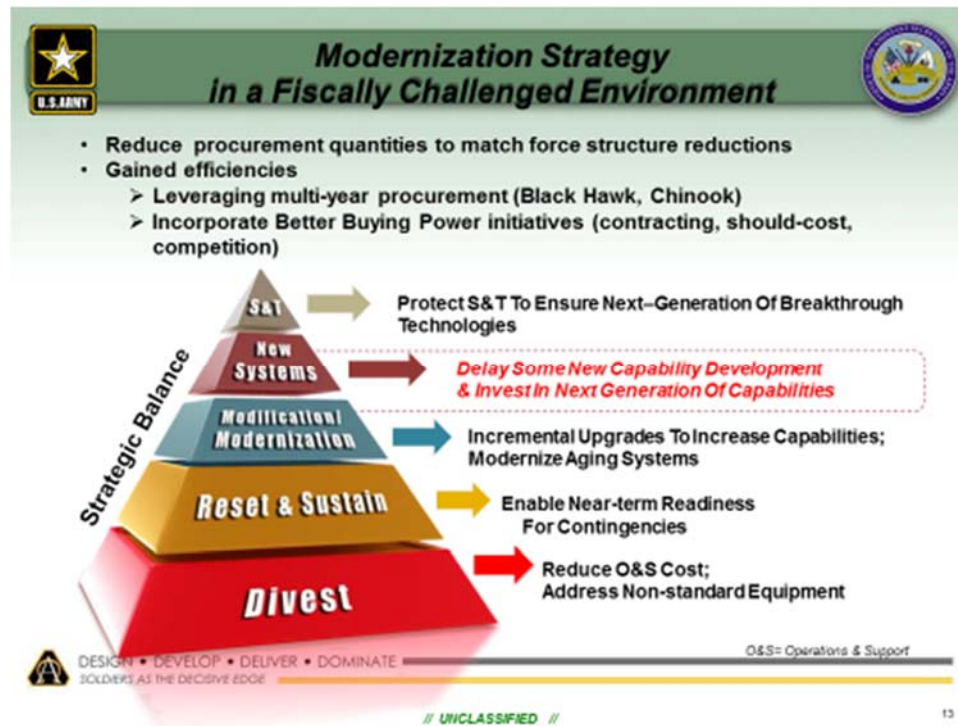 Modernization Strategy
in a Fiscally Challenged Environment
U.S.ARMY
• Reduce procurement quantities to match force structure reductions
• Gained efficiencies
➢ Leveraging multi-year procurement (Black Hawk, Chinook)
➢ Incorporate Better Buying Power initiatives (contracting, should-cost,
competition)
Strategic Balance
S&T
Protect S&T To Ensure Next–Generation Of Breakthrough
Technologies
New
Systems
Delay Some New Capability Development
& Invest In Next Generation Of Capabilities
Modification/
Modernization
Incremental Upgrades To Increase Capabilities;
Modernize Aging Systems
Reset & Sustain
Enable Near-term Readiness
For Contingencies
Divest
Reduce O&S Cost;
Address Non-standard Equipment
O&S= Operations & Support
DESIGN • DEVELOP • DELIVER • DOMINATE
SOLDIERS AS THE DECISIVE EDGE
// UNCLASSIFIED //
13